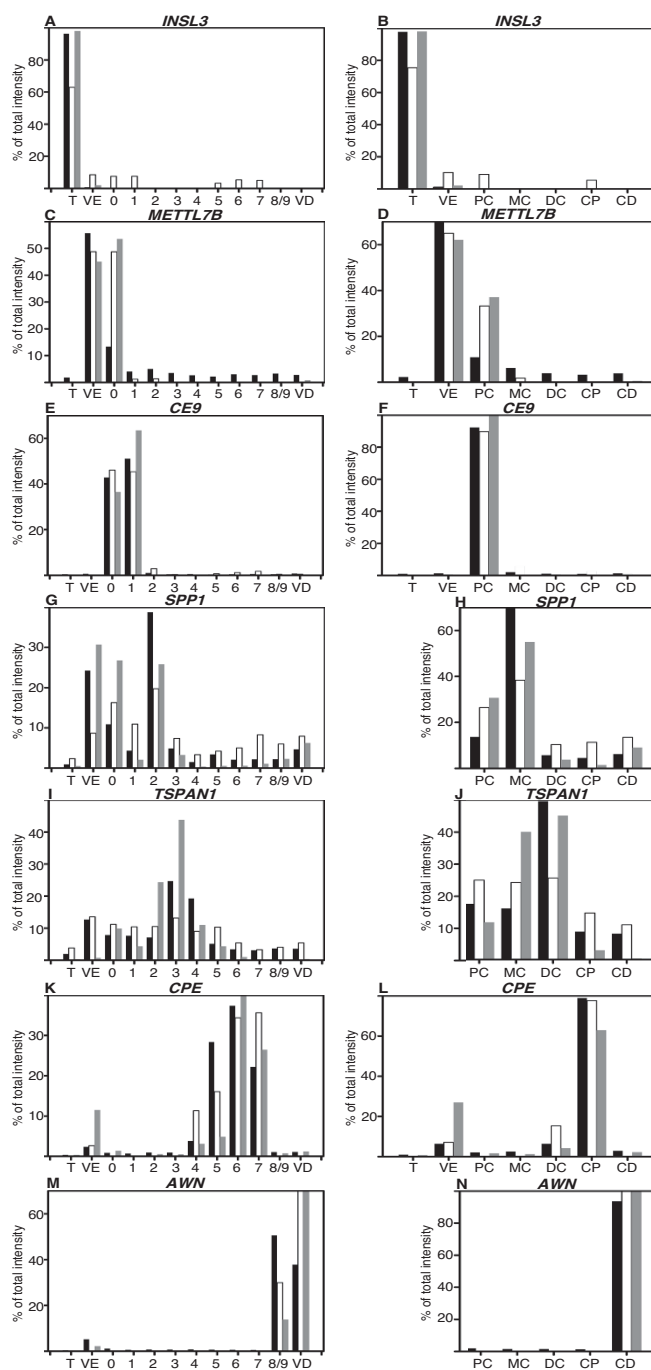 A INSL3
% of total intensity
80
60
40
20
T VE 0 1 2 3 4 5 6 7 8/9 VD
B INSL3
% of total intensity
80
60
40
20
T VE PC MC DC CP CD
C METTL7B
% of total intensity
50
40
30
20
10
T VE 0 1 2 3 4 5 6 7 8/9 VD
D METTL7B
% of total intensity
60
40
20
T VE PC MC DC CP CD
E CE9
% of total intensity
60
40
20
T VE 0 1 2 3 4 5 6 7 8/9 VD
F CE9
% of total intensity
80
60
40
20
T VE PC MC DC CP CD
G SPP1
% of total intensity
30
20
10
T VE 0 1 2 3 4 5 6 7 8/9 VD
H SPP1
% of total intensity
60
40
20
PC MC DC CP CD
I TSPAN1
% of total intensity
40
30
20
10
T VE 0 1 2 3 4 5 6 7 8/9 VD
J TSPAN1
% of total intensity
40
30
20
10
PC MC DC CP CD
K CPE
% of total intensity
30
20
10
T VE 0 1 2 3 4 5 6 7 8/9 VD
L CPE
% of total intensity
60
40
20
T VE PC MC DC CP CD
M AWN
% of total intensity
60
40
20
T VE 0 1 2 3 4 5 6 7 8/9 VD
N AWN
% of total intensity
80
60
40
20
PC MC DC CP CD